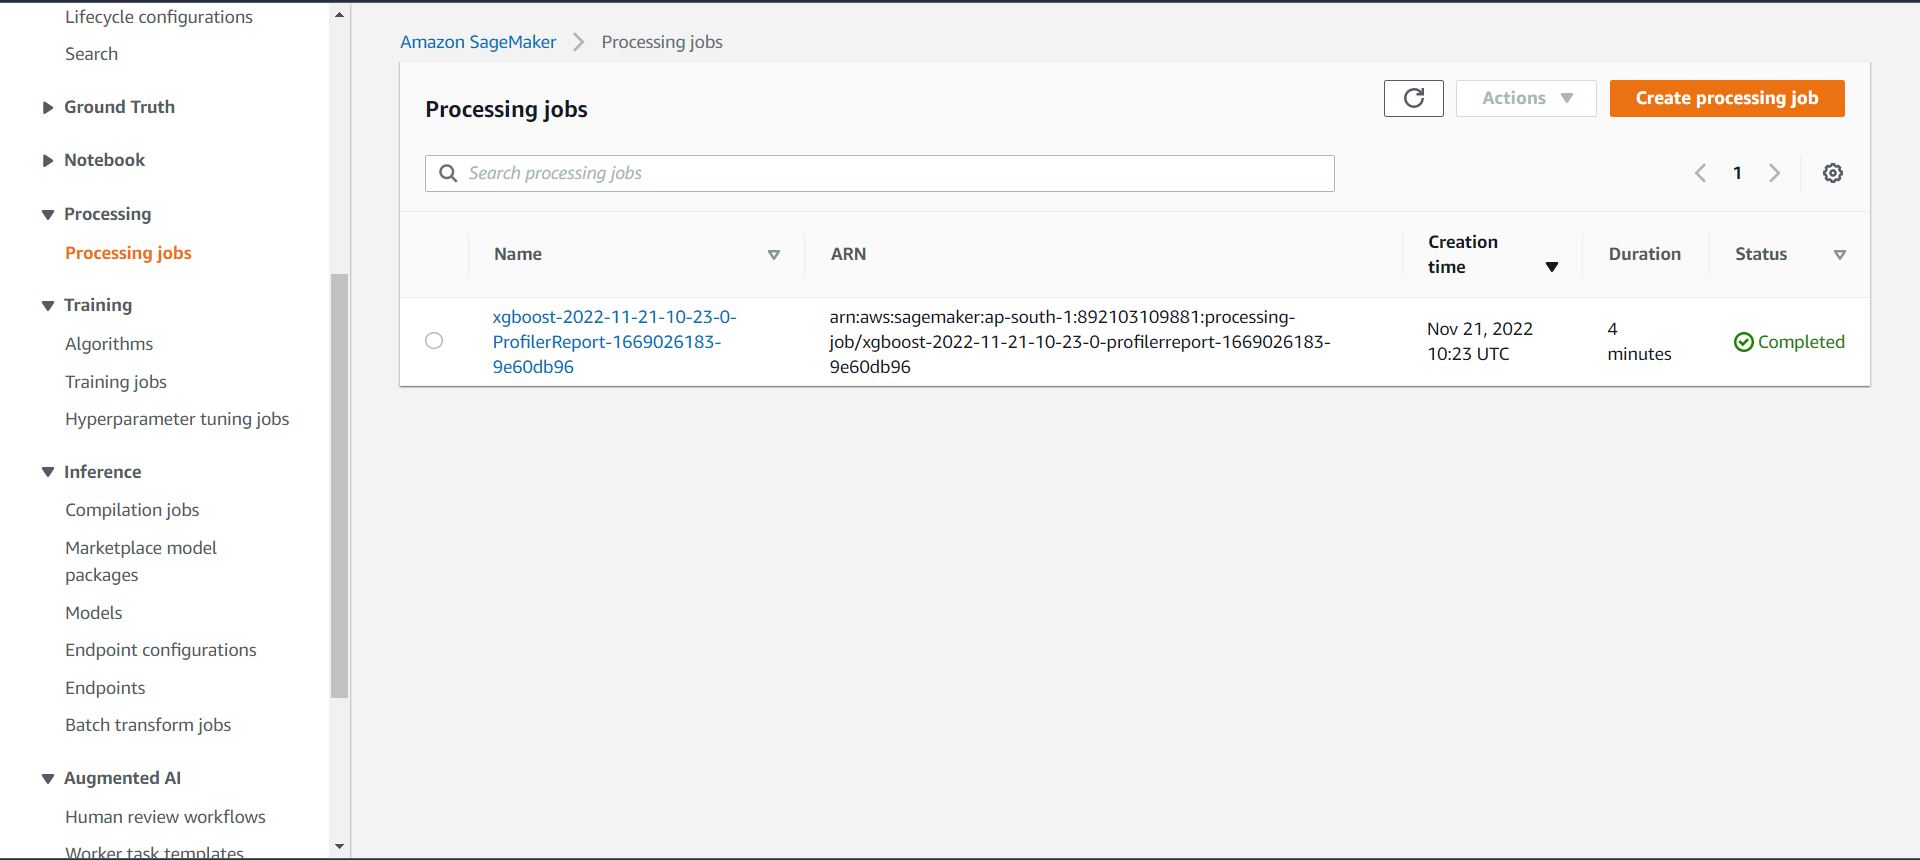 Lifecycle configurations
Search
Ground Truth
Notebook
Processing
Processing jobs
Training
Algorithms
Training jobs
Hyperparameter tuning jobs
Inference
Compilation jobs
Marketplace model
packages
Models
Endpoint configurations
Endpoints
Batch transform jobs
Augmented AI
Human review workflows
Worker task templates
Amazon SageMaker > Processing jobs
Processing jobs
Actions
Create processing job
Search processing jobs
1
Name
ARN
Creation
time
Duration
Status
xgboost-2022-11-21-10-23-0-
ProfilerReport-1669026183-
9e60db96
arn:aws:sagemaker:ap-south-1:892103109881:processing-
job/xgboost-2022-11-21-10-23-0-profilerreport-1669026183-
9e60db96
Nov 21, 2022
10:23 UTC
4
minutes
Completed